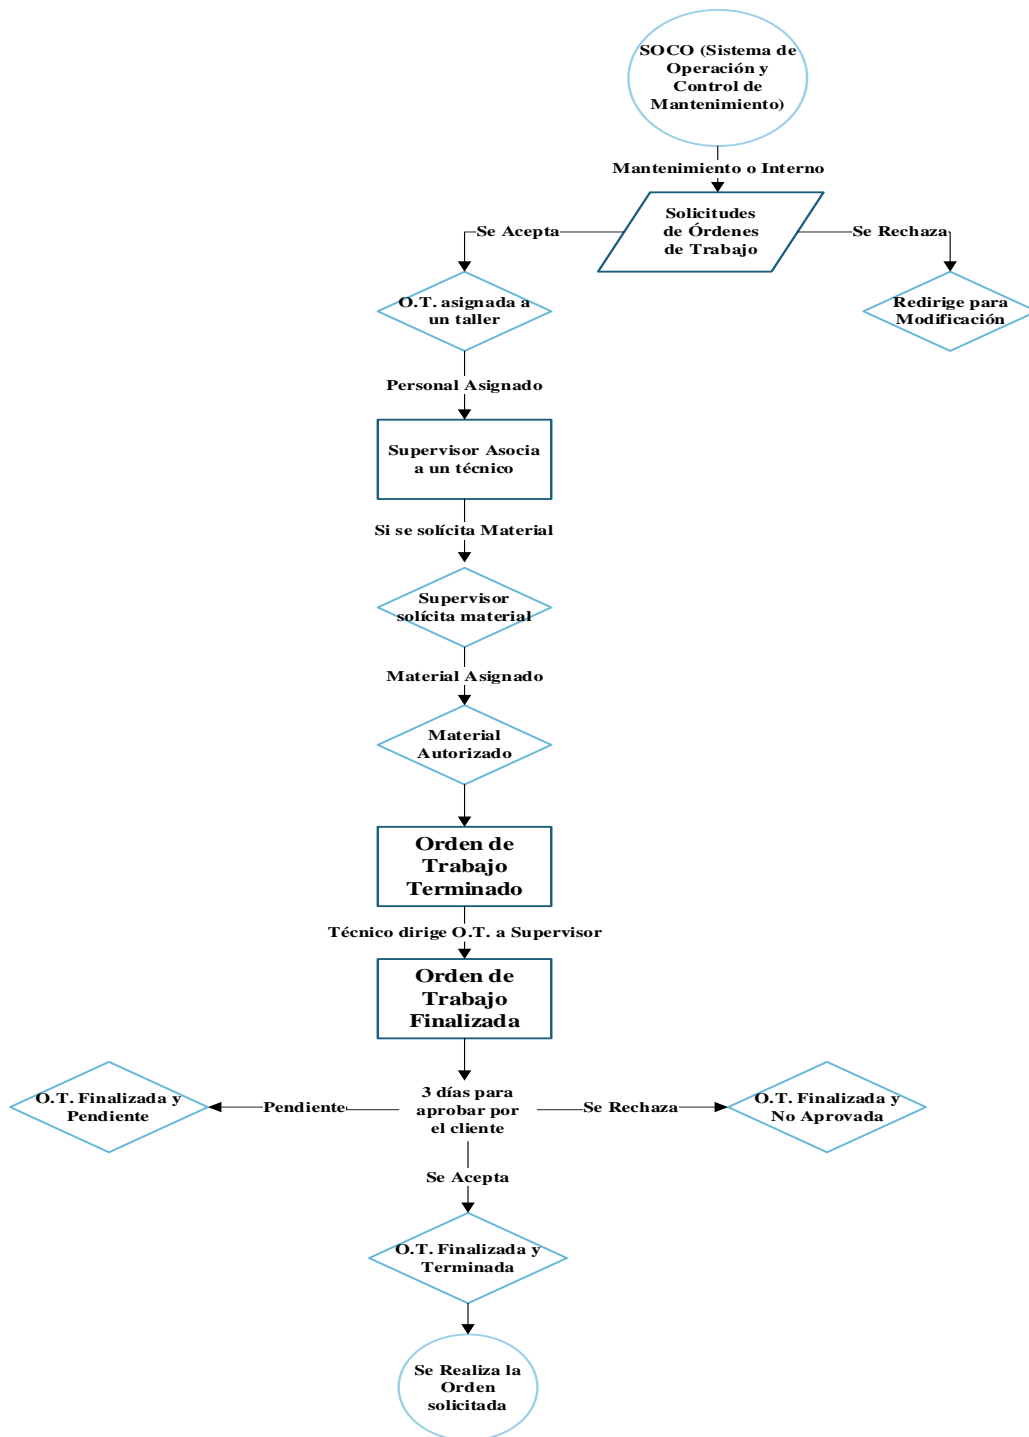 SOCO (Sistema de
Operación y
Control de
Mantenimiento)
Mantenimiento o Interno
Solicitudes
de Órdenes
de Trabajo
Se Acepta
Se Rechaza
O.T. asignada a
un taller
Redirige para
Modificación
Personal Asignado
Supervisor Asocia
a un técnico
Si se solícita Material
Supervisor
solícita material
Material Asignado
Material
Autorizado
Orden de
Trabajo
Terminado
Técnico dirige O.T. a Supervisor
Orden de
Trabajo
Finalizada
O.T. Finalizada y
Pendiente
Pendiente
3 días para
aprobar por
el cliente
Se Rechaza
O.T. Finalizada y
No Aprovada
Se Acepta
O.T. Finalizada y
Terminada
Se Realiza la
Orden
solicitada